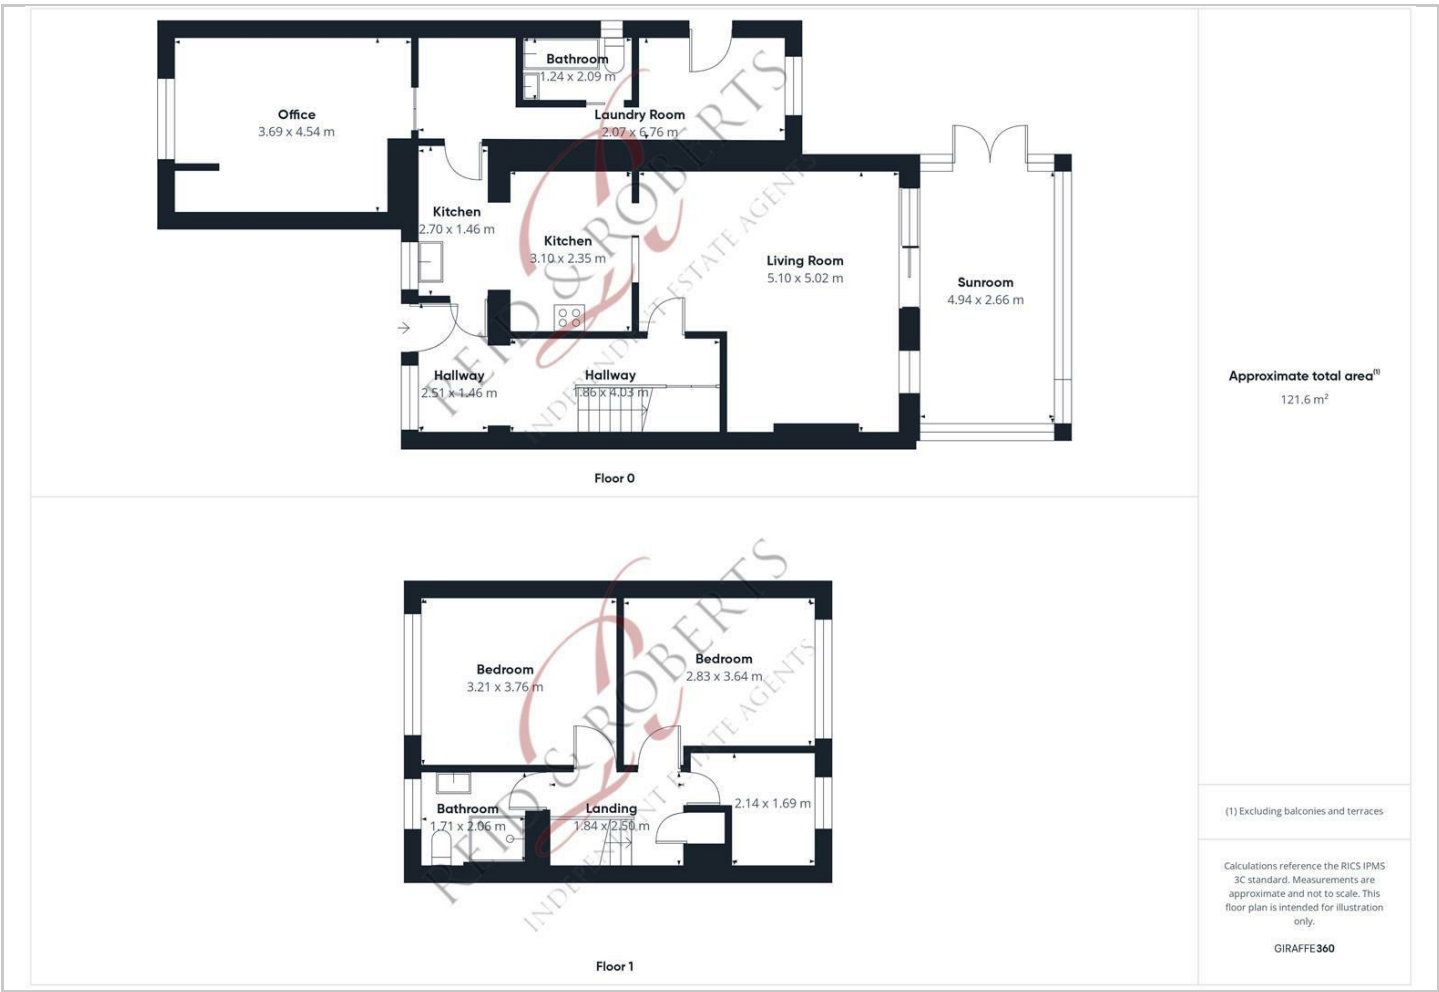 Bathroom
1.24 x 2.09 m
Office
3.69 x 4.54 m
Laundry Room
2.07 x 6.76 m
Kitchen
2.70 x 1.46 m
Kitchen
3.10 x 2.35 m
Living Room
5.10 x 5.02 m
Sunroom
4.94 x 2.66 m
Hallway
2.51 x 1.46 m
Hallway
1.86 x 4.03 m
REID & ROBERTS
INDEPENDENT ESTATE AGENTS
Floor 0
Approximate total area(1)
121.6 m²
Bedroom
3.21 x 3.76 m
Bedroom
2.83 x 3.64 m
Bathroom
1.71 x 2.06 m
Landing
1.84 x 2.50 m
2.14 x 1.69 m
REID & ROBERTS
INDEPENDENT ESTATE AGENTS
Floor 1
(1) Excluding balconies and terraces
Calculations reference the RICS IPMS
3C standard. Measurements are
approximate and not to scale. This
floor plan is intended for illustration
only.
GIRAFFE360